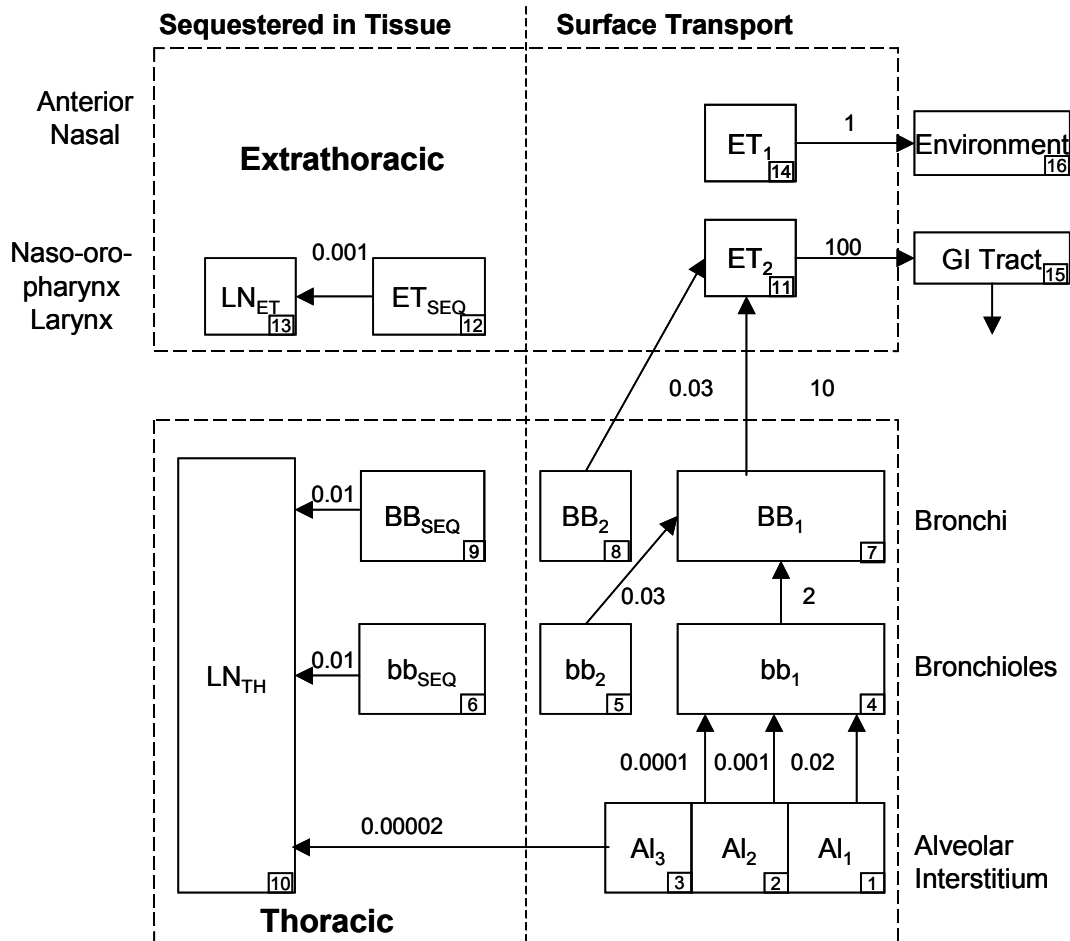 Sequestered in Tissue
Surface Transport
Anterior
Nasal
Extrathoracic
ET1
14
1
Environment
16
Naso-oro-
pharynx
Larynx
LNET
13
0.001
ETSEQ
12
ET2
11
100
GI Tract
15
0.03
10
LNTH
10
0.01
BBSEQ
9
BB2
8
BB1
7
Bronchi
0.03
2
0.01
bbSEQ
6
bb2
5
bb1
4
Bronchioles
0.0001
0.001
0.02
0.00002
AI3
3
AI2
2
AI1
1
Alveolar
Interstitium
Thoracic